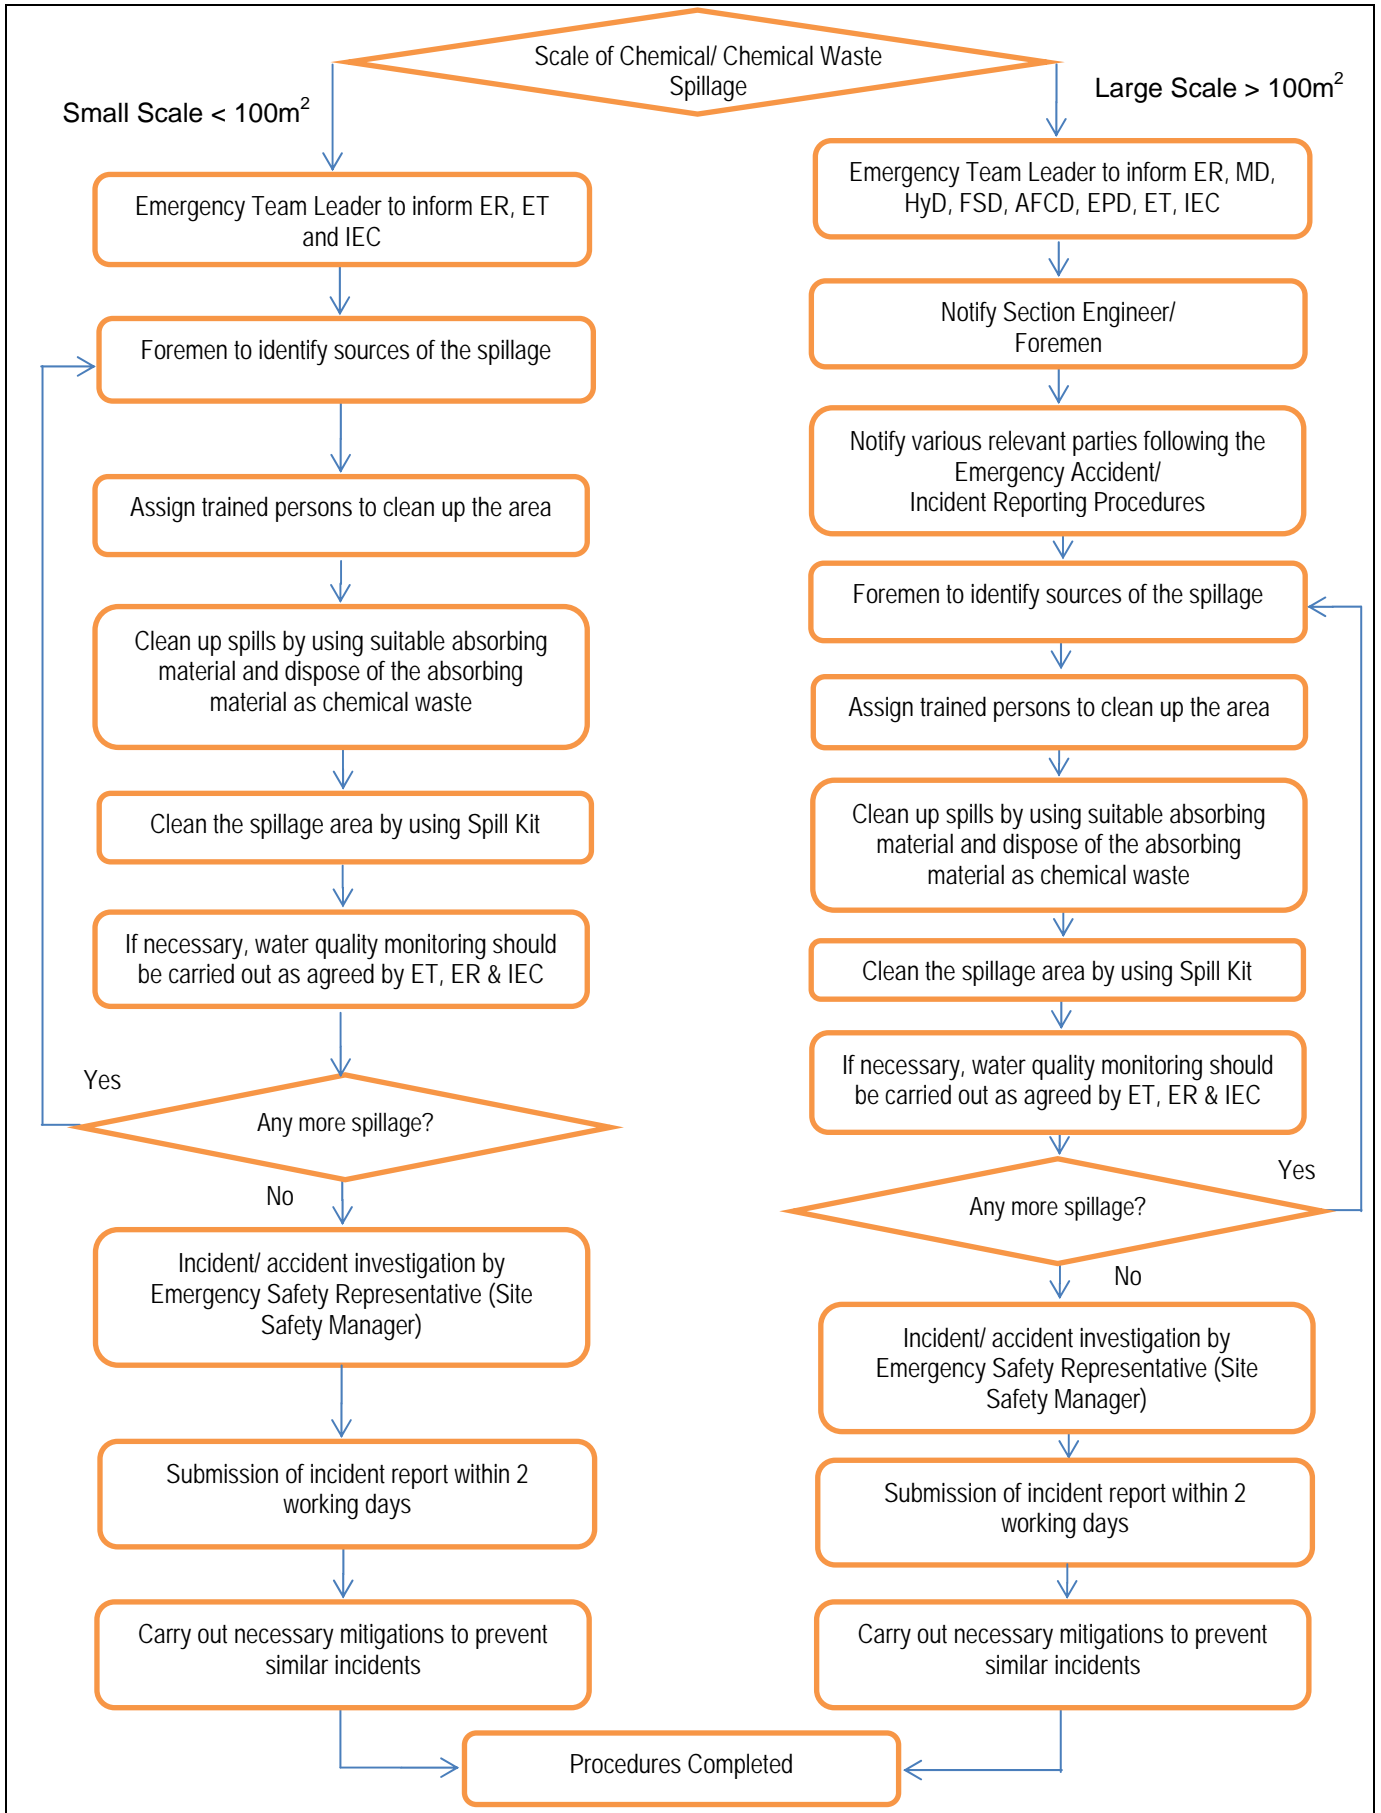 Scale of Chemical/ Chemical Waste
Spillage
Small Scale < 100m²
Large Scale > 100m²
Emergency Team Leader to inform ER, ET
and IEC
Foremen to identify sources of the spillage
Assign trained persons to clean up the area
Clean up spills by using suitable absorbing
material and dispose of the absorbing
material as chemical waste
Clean the spillage area by using Spill Kit
If necessary, water quality monitoring should
be carried out as agreed by ET, ER & IEC
Yes
Any more spillage?
No
Incident/ accident investigation by
Emergency Safety Representative (Site
Safety Manager)
Submission of incident report within 2
working days
Carry out necessary mitigations to prevent
similar incidents
Emergency Team Leader to inform ER, MD,
HyD, FSD, AFCD, EPD, ET, IEC
Notify Section Engineer/
Foremen
Notify various relevant parties following the
Emergency Accident/
Incident Reporting Procedures
Foremen to identify sources of the spillage
Assign trained persons to clean up the area
Clean up spills by using suitable absorbing
material and dispose of the absorbing
material as chemical waste
Clean the spillage area by using Spill Kit
If necessary, water quality monitoring should
be carried out as agreed by ET, ER & IEC
Yes
Any more spillage?
No
Incident/ accident investigation by
Emergency Safety Representative (Site
Safety Manager)
Submission of incident report within 2
working days
Carry out necessary mitigations to prevent
similar incidents
Procedures Completed